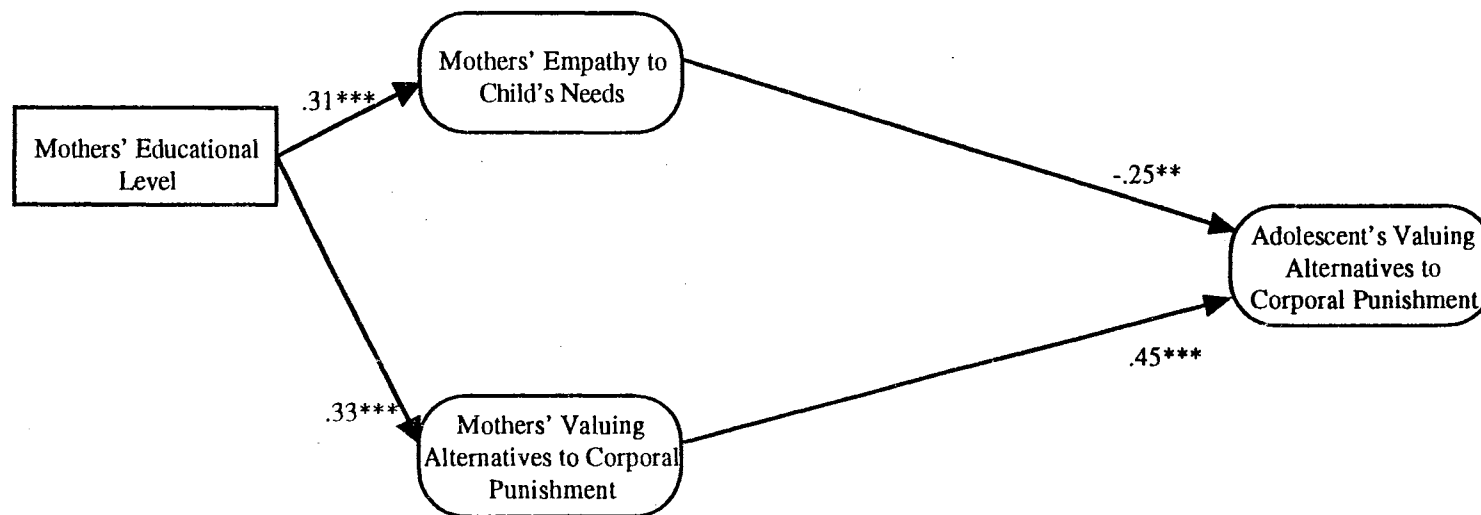 Mothers' Empathy to
Child's Needs
.31***
Mothers' Educational
Level
-.25**
Adolescent's Valuing
Alternatives to
Corporal Punishment
.45***
.33***
Mothers' Valuing
Alternatives to Corporal
Punishment